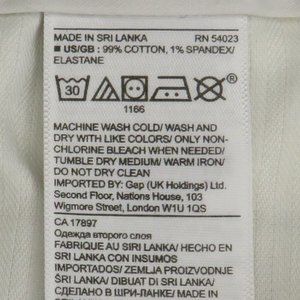 MADE IN SRI LANKA RN 54023
■ US/GB : 99% COTTON, 1% SPANDEX/
ELASTANE
30
1166
MACHINE WASH COLD/ WASH AND
DRY WITH LIKE COLORS/ ONLY NON-
CHLORINE BLEACH WHEN NEEDED/
TUMBLE DRY MEDIUM/ WARM IRON/
DO NOT DRY CLEAN
IMPORTED BY: Gap (UK Holdings) Ltd.
Second Floor, Nations House, 103
Wigmore Street, London W1U 1QS
CA 17897
Одежда второго слоя
FABRIQUE AU SRI LANKA/ HECHO EN
SRI LANKA CON INSUMOS
IMPORTADOS/ ZEMLJA PROIZVODNJE
ŠRI LANKA/ DIBUAT DI SRI LANKA/
СДЕЛАНО В ШРИ-ЛАНКЕ/ MADE IN